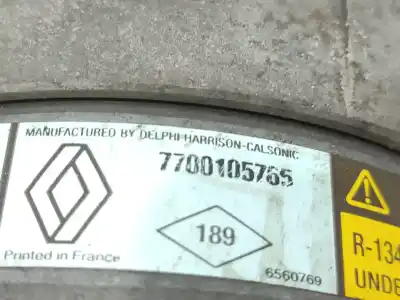 MANUFACTURED BY DELPHI HARRISON-CALSONIC
7700105765
189
Printed in France
6560769
R-134
UNDE